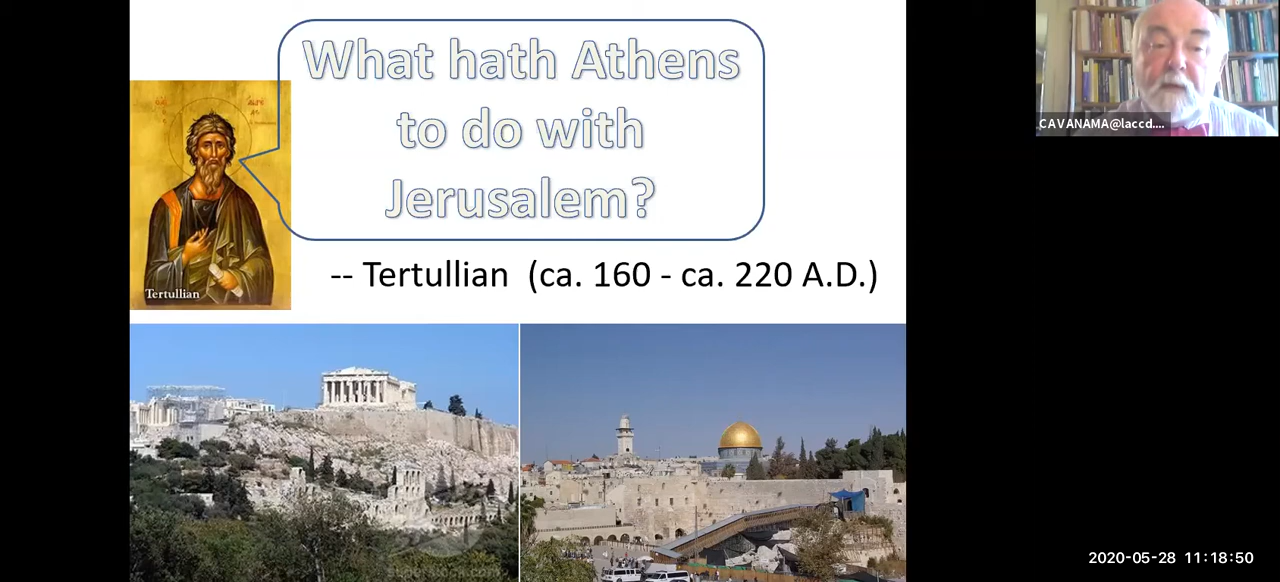 What hath Athens
to do with
Jerusalem?
Tertullian
-- Tertullian (ca. 160 - ca. 220 A.D.)
CAVANAMA@laccd....
2020-05-28 11:18:50